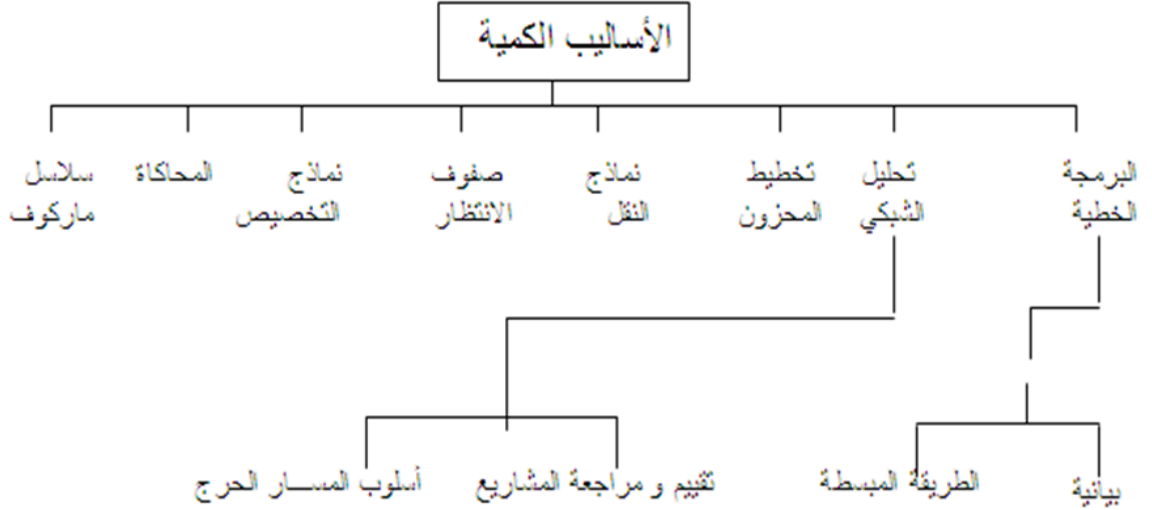 الأساليب الكمية
البرمجة
الخطية
تحليل
الشبكي
تخطيط
المحزون
نماذج
النقل
صفوف
الانتظار
نماذج
التخصيص
المحاكاة
سلاسل
ماركوف
بيانية
الطريقة المبسطة
تقييم و مراجعة المشاريع
أسلوب المســار الحرج